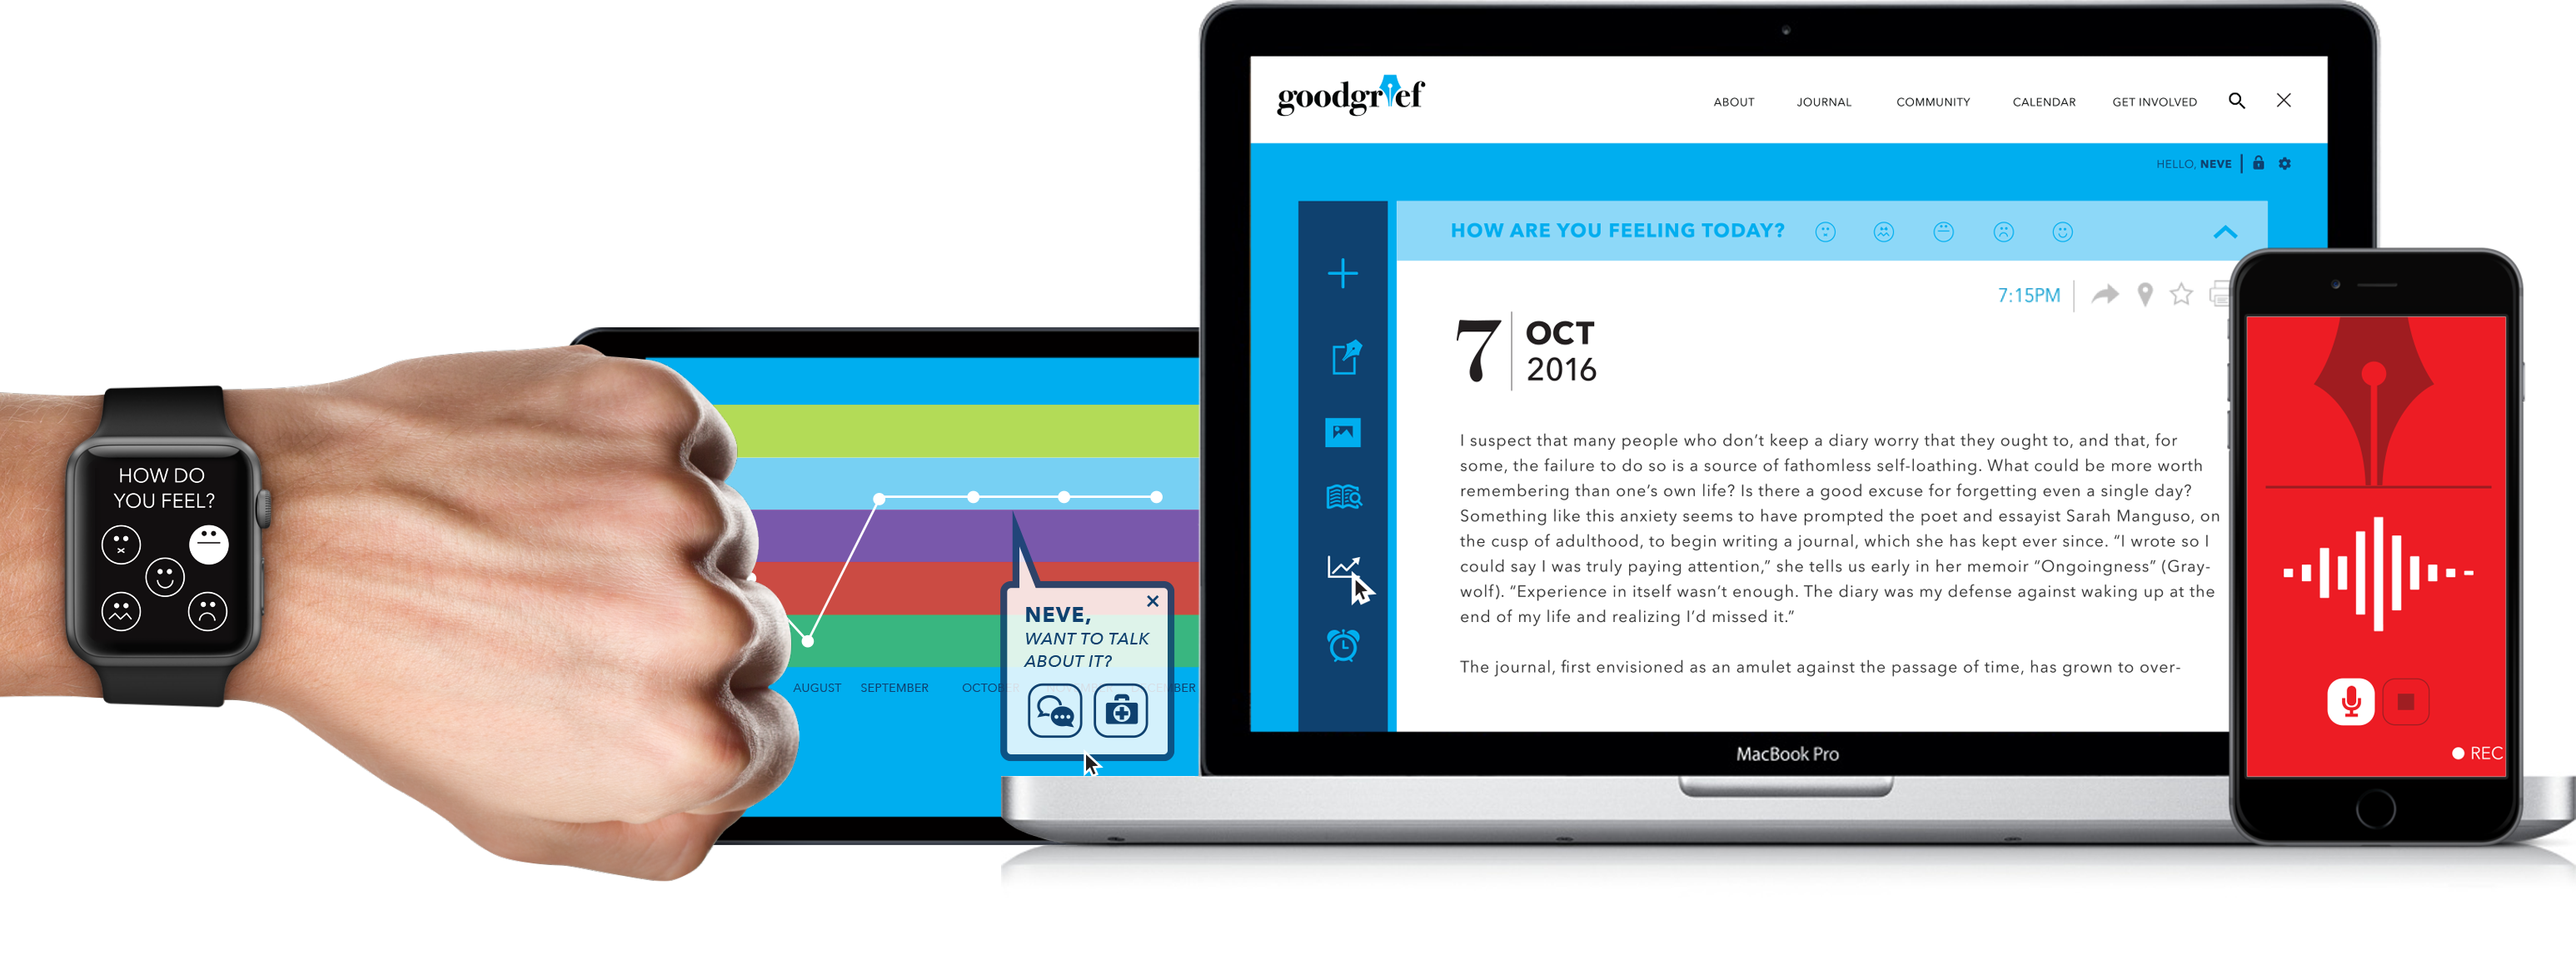 HOW DO
YOU FEEL?
AUGUST SEPTEMBER OCTOBER NOVEMBER DECEMBER
NEVE,
WANT TO TALK
ABOUT IT?
goodgrief
ABOUT JOURNAL COMMUNITY CALENDAR GET INVOLVED
HELLO, NEVE
HOW ARE YOU FEELING TODAY?
7:15PM
7 OCT
2016
I suspect that many people who don’t keep a diary worry that they ought to, and that, for
some, the failure to do so is a source of fathomless self-loathing. What could be more worth
remembering than one’s own life? Is there a good excuse for forgetting even a single day?
Something like this anxiety seems to have prompted the poet and essayist Sarah Manguso, on
the cusp of adulthood, to begin writing a journal, which she has kept ever since. “I wrote so I
could say I was truly paying attention,” she tells us early in her memoir “Ongoingness” (Gray-
wolf). “Experience in itself wasn’t enough. The diary was my defense against waking up at the
end of my life and realizing I’d missed it.”
The journal, first envisioned as an amulet against the passage of time, has grown to over-
MacBook Pro
REC